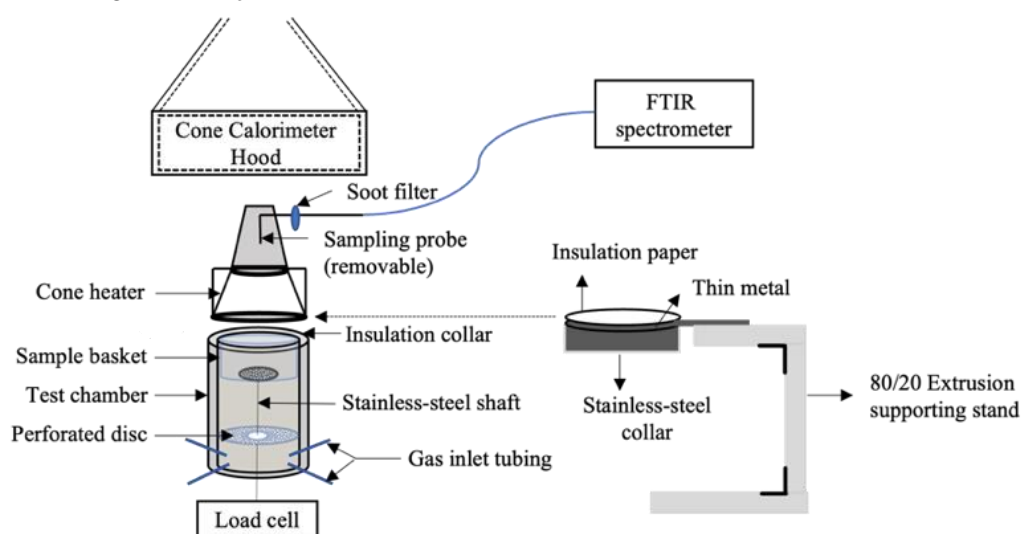 Cone Calorimeter
Hood
FTIR
spectrometer
Soot filter
Sampling probe
(removable)
Cone heater
Insulation paper
Thin metal
Insulation collar
Sample basket
Test chamber
Stainless-steel shaft
Perforated disc
Gas inlet tubing
Stainless-steel
collar
80/20 Extrusion
supporting stand
Load cell